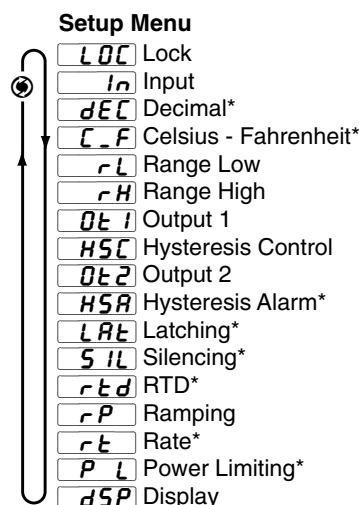 Setup Menu
LOC Lock
In Input
dEC Decimal*
C_F Celsius - Fahrenheit*
rL Range Low
rH Range High
Ot1 Output 1
HSC Hysteresis Control
Ot2 Output 2
HSA Hysteresis Alarm*
LAt Latching*
SIL Silencing*
rtd RTD*
rP Ramping
rt Rate*
P L Power Limiting*
dSP Display